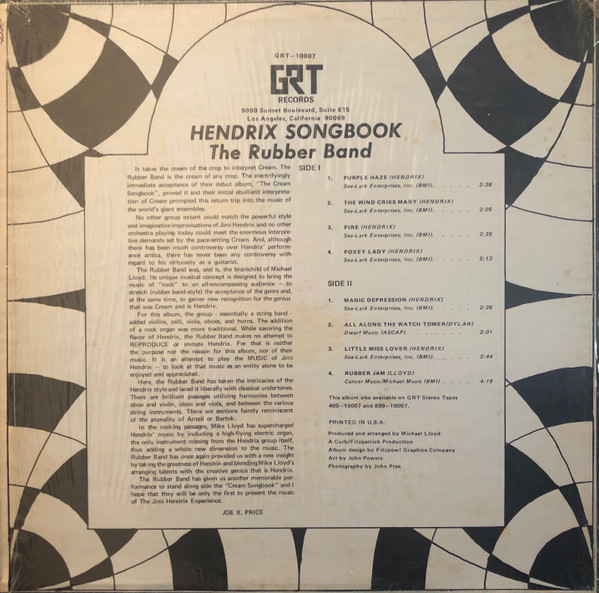 GRT-10007
GRT
RECORDS
9000 Sunset Boulevard, Suite 615
Los Angeles, California 90069
HENDRIX SONGBOOK
The Rubber Band
It takes the cream of the crop to interpret Cream. The
Rubber Band is the cream of any crop. The electrifyingly
immediate acceptance of their debut album, "The Cream
Songbook", proved it and their initial ebullient interpreta-
tion of Cream prompted this return trip into the music of
the world's giant ensembles.
No other group extant could match the powerful style
and imaginative improvisations of Jimi Hendrix and no other
orchestra playing today could meet the enormous interpre-
tive demands set by the pace-setting Cream. And, although
there has been much controversy over Hendrix' perform-
ance antics, there has never been any controversy with
regard to his virtuosity as a guitarist.
The Rubber Band was, and is, the brainchild of Michael
Lloyd. Its unique musical concept is designed to bring the
music of "rock" to an all-encompassing audience - to
stretch (rubber band-style) the acceptance of the genre and,
at the same time, to garner new recognition for the genius
that was Cream and is Hendrix.
For this album, the group - essentially a string band -
added violins, celli, viola, oboes, and horns. The addition
of a rock organ was more traditional. While savoring the
flavor of Hendrix, the Rubber Band makes no attempt to
REPRODUCE or imitate Hendrix. For that is neither
the purpose nor the reason for this album, nor of their
music. It is an attempt to play the MUSIC of Jimi
Hendrix - to look at that music as an entity alone to be
enjoyed and appreciated.
Here, the Rubber Band has taken the intricacies of the
Hendrix style and laced it liberally with classical undertones.
There are brilliant passages utilizing harmonies between
oboe and violin, oboe and viola, and between the various
string instruments. There are sections faintly reminiscent
of the atonality of Anteil or Bartok.
In the rocking passages, Mike Lloyd has supercharged
Hendrix' music by including a high-flying electric organ,
the only instrument missing from the Hendrix group itself,
thus adding a whole new dimension to the music. The
Rubber Band has once again provided us with a new insight
by taking the greatness of Hendrix and blending Mike Lloyd's
arranging talents with the creative genius that is Hendrix.
The Rubber Band has given us another memorable per-
formance to stand along side the "Cream Songbook" and I
hope that they will be only the first to present the music
of The Jimi Hendrix Experience.
JOE X. PRICE
SIDE I
1. PURPLE HAZE (HENDRIX)
Sea-Lark Enterprises, Inc. (BMI). . . . . . 2:38
2. THE WIND CRIES MARY (HENDRIX)
Sea-Lark Enterprises, Inc. (BMI). . . . . . 2:05
3. FIRE (HENDRIX)
Sea-Lark Enterprises, Inc. (BMI). . . . . . 2:35
4. FOXEY LADY (HENDRIX)
Sea-Lark Enterprises, Inc. (BMI). . . . . . 5:12
SIDE II
1. MANIC DEPRESSION (HENDRIX)
Sea-Lark Enterprises, Inc. (BMI). . . . . . 2:26
2. ALL ALONG THE WATCH TOWER(DYLAN)
Dwarf Music (ASCAP). . . . . . . . 2:01
3. LITTLE MISS LOVER (HENDRIX)
Sea-Lark Enterprises, Inc. (BMI). . . . . . 2:44
4. RUBBER JAM (LLOYD)
Cancer Music/Michael Music (BMI) . . . . . 4:15
This album also available on GRT Stereo Tapes
499-10007 and 899-10007.
PRINTED IN U.S.A.
Produced and arranged by Michael Lloyd
A Curb/Fitzpatrick Production
Album design by Fitzpowl Graphics Company
Art by John Powers
Photography by John Ptak